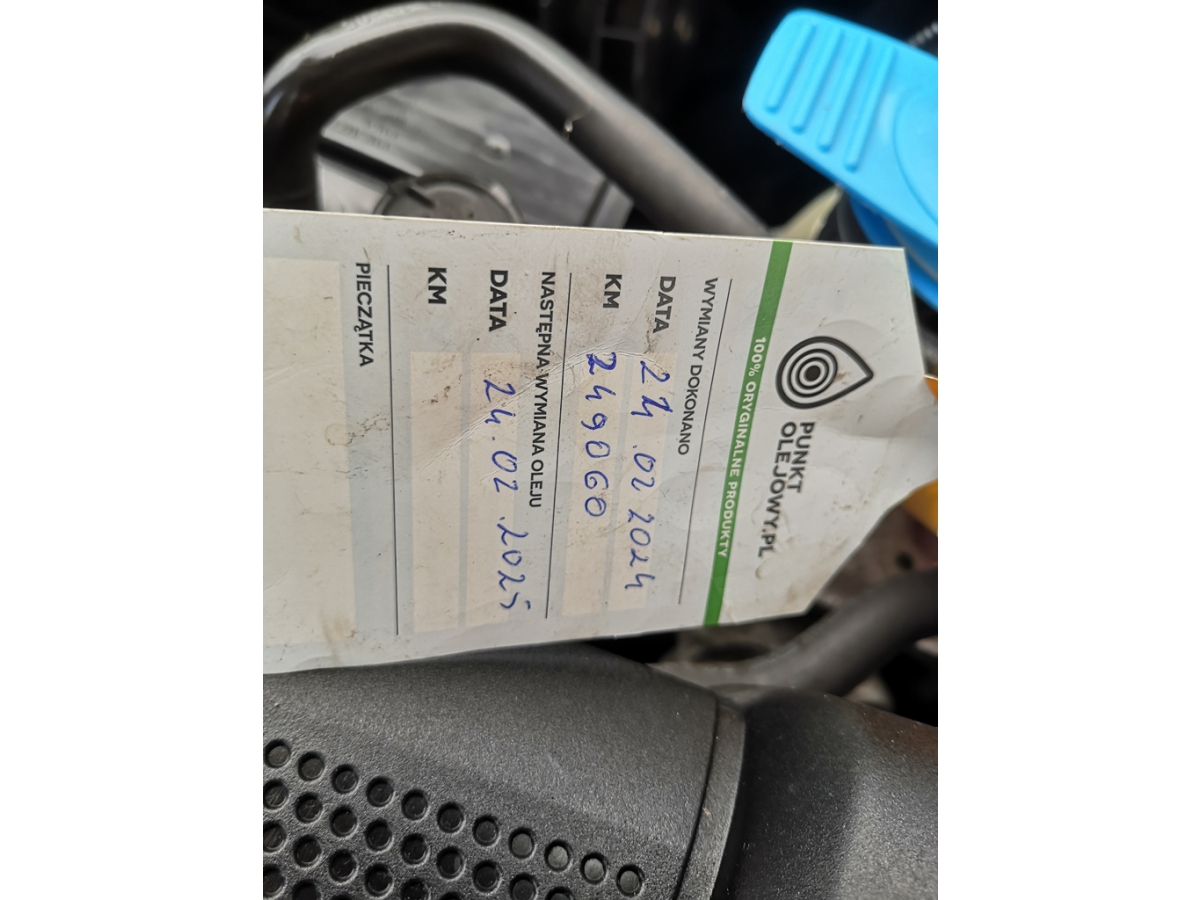 PUNKT
OLEJOWY.PL
100% ORYGINALNE PRODUKTY
WYMIANY DOKONANO
DATA 21.02 2024
KM 249060
NASTĘPNA WYMIANA OLEJU
DATA 24.02.2025
KM
PIECZĄTKA